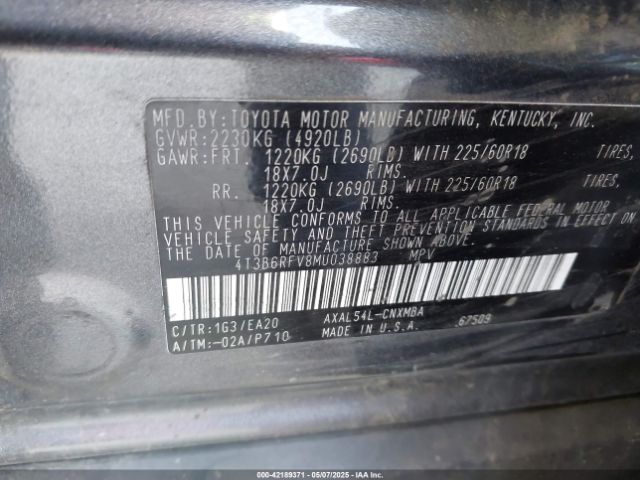 MFD.BY:TOYOTA MOTOR MANUFACTURING, KENTUCKY, INC.
GVWR:2230KG (4920LB)
GAWR:FRT. 1220KG (2690LB) WITH 225/60R18 TIRES,
18X7.0J RIMS.
RR. 1220KG (2690LB) WITH 225/60R18 TIRES,
18X7.0J RIMS.
THIS VEHICLE CONFORMS TO ALL APPLICABLE FEDERAL MOTOR
VEHICLE SAFETY AND THEFT PREVENTION STANDARDS IN EFFECT ON
THE DATE OF MANUFACTURE SHOWN ABOVE.
4T3B6RFV8MU038883 MPV
C/TR:1G3/EA20 AXAL54L-CNXMBA 67509
A/TM:-02A/P710 MADE IN U.S.A.
000-42189371 - 05/07/2025 - IAAI.COM